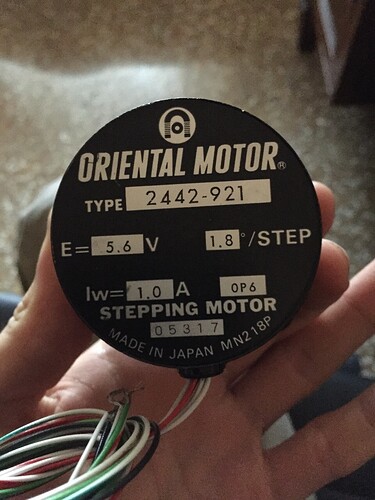 ORIENTAL MOTOR®
TYPE 2442-921
E= 5.6 V 1.8°/STEP
Iw= 1.0 A 0P6
STEPPING MOTOR
05317
MADE IN JAPAN MN218P